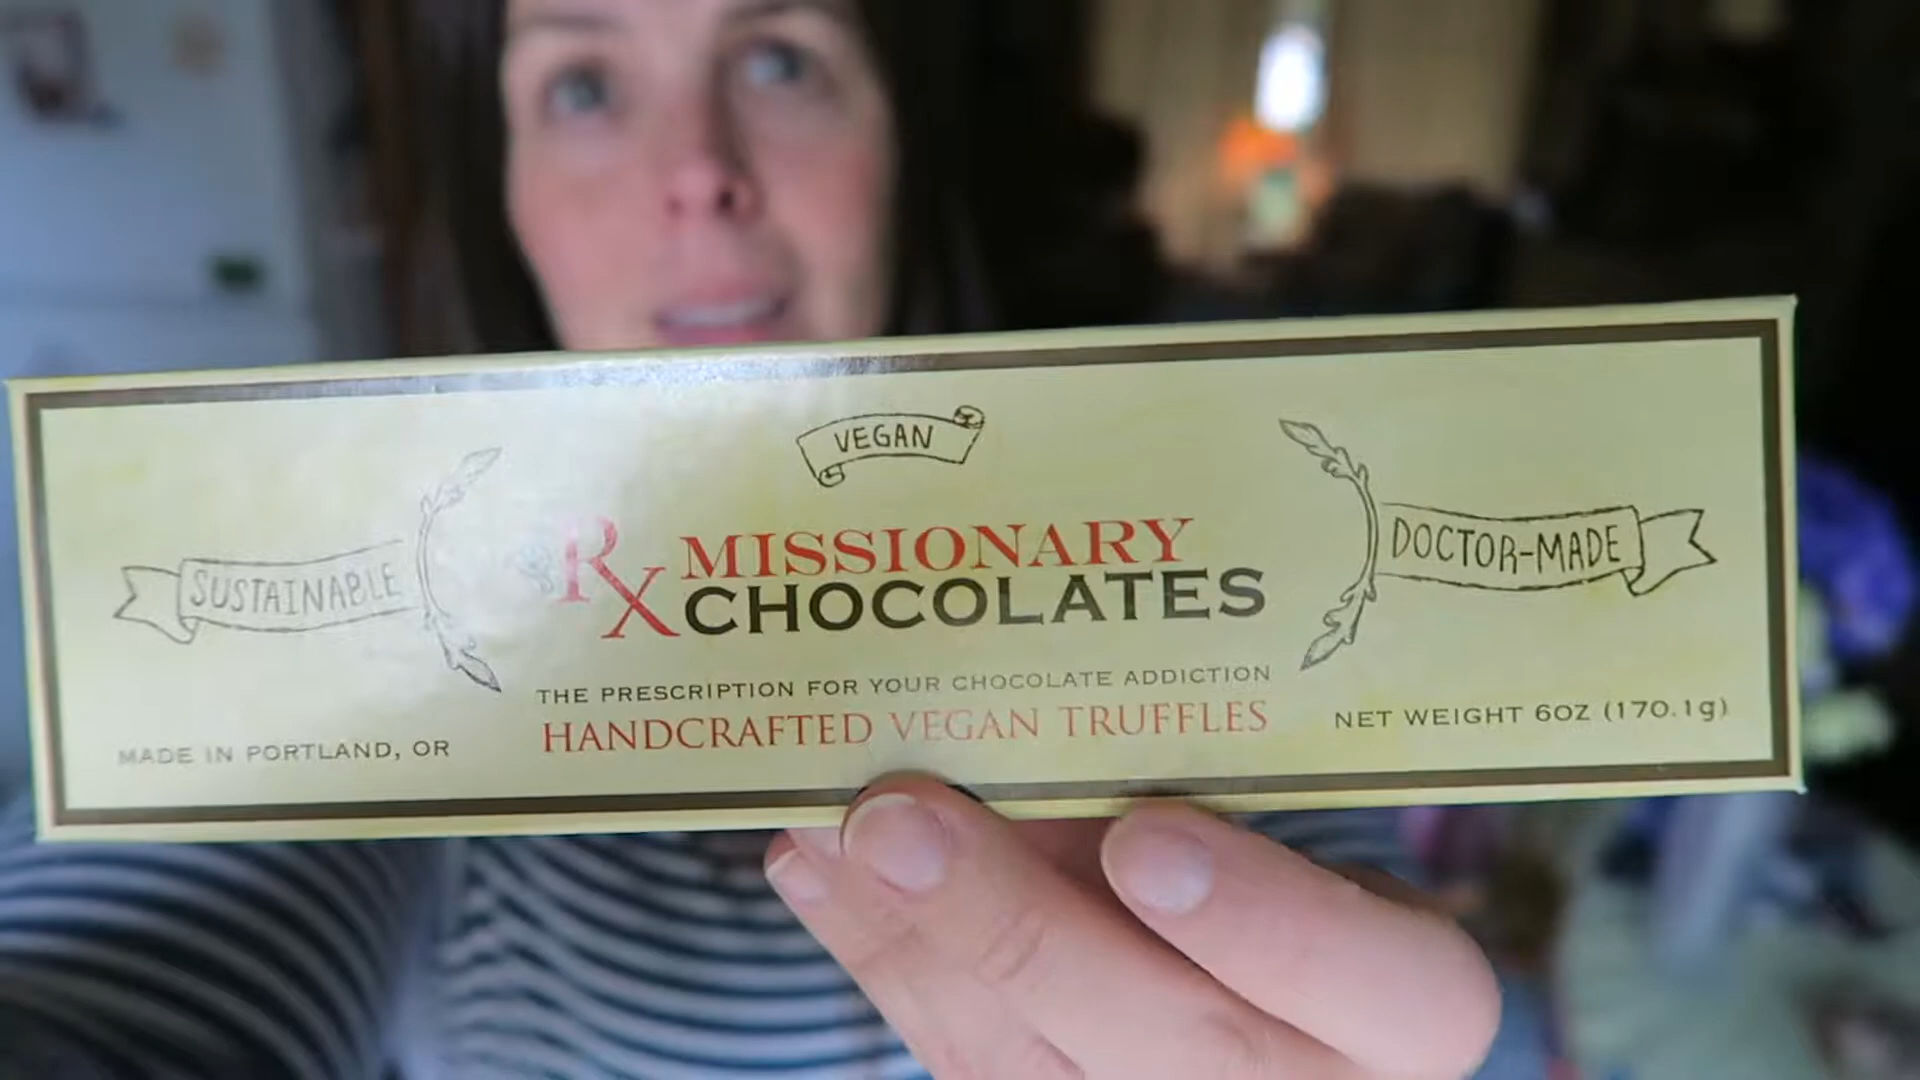 VEGAN
SUSTAINABLE
Rx MISSIONARY
CHOCOLATES
DOCTOR-MADE
THE PRESCRIPTION FOR YOUR CHOCOLATE ADDICTION
HANDCRAFTED VEGAN TRUFFLES
MADE IN PORTLAND, OR
NET WEIGHT 6OZ (170.1g)